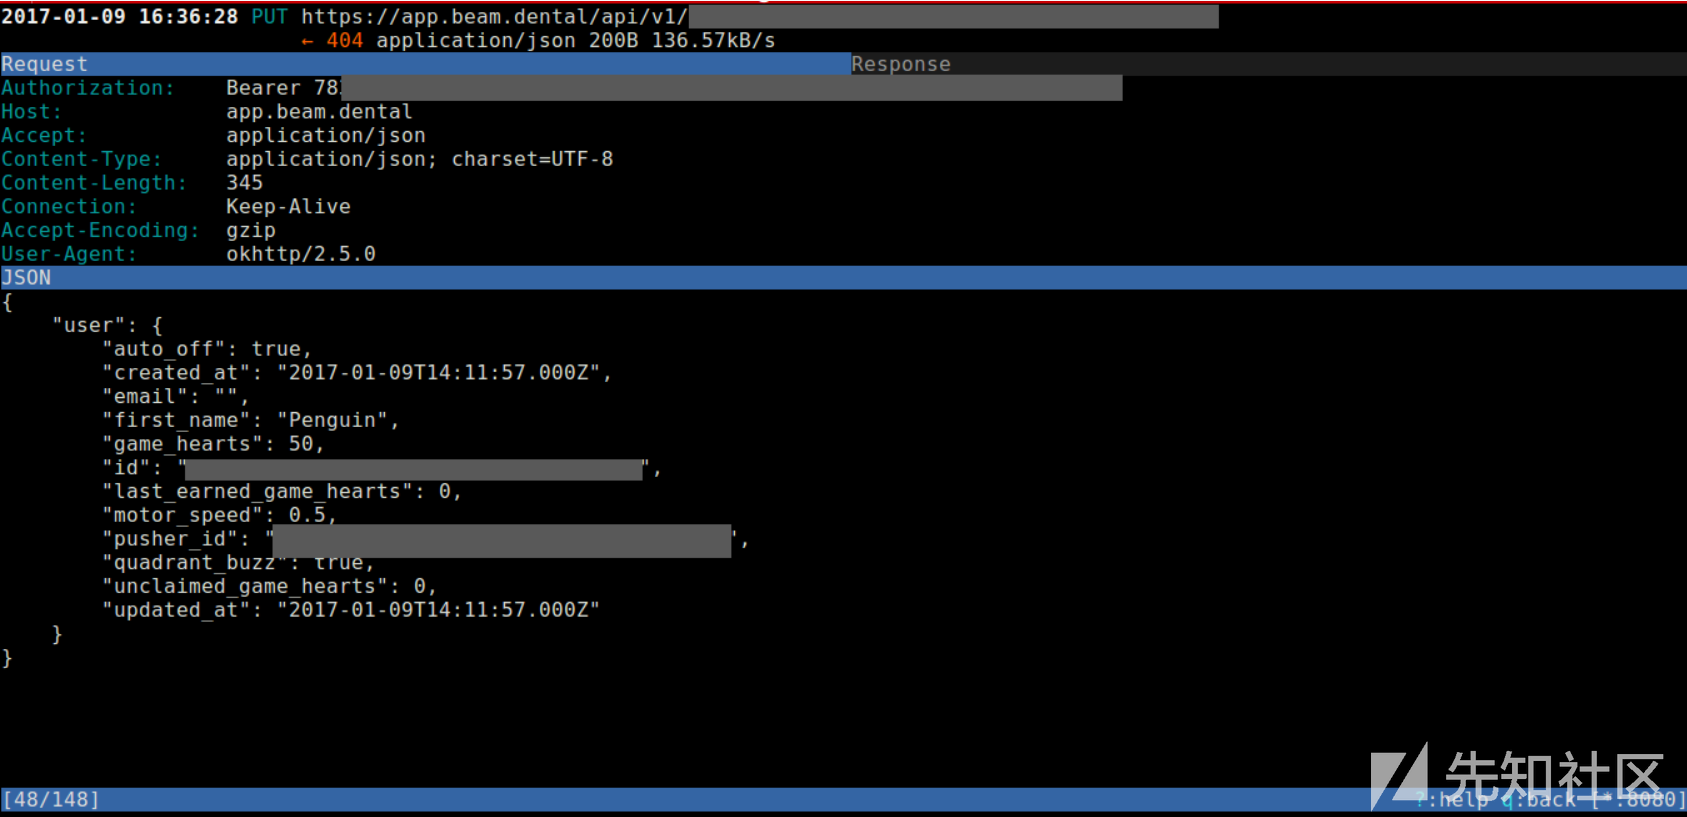 2017-01-09 16:36:28 PUT https://app.beam.dental/api/v1/
← 404 application/json 200B 136.57kB/s
Request Response
Authorization: Bearer 78
Host: app.beam.dental
Accept: application/json
Content-Type: application/json; charset=UTF-8
Content-Length: 345
Connection: Keep-Alive
Accept-Encoding: gzip
User-Agent: okhttp/2.5.0
JSON
{
    "user": {
        "auto_off": true,
        "created_at": "2017-01-09T14:11:57.000Z",
        "email": "",
        "first_name": "Penguin",
        "game_hearts": 50,
        "id": "",
        "last_earned_game_hearts": 0,
        "motor_speed": 0.5,
        "pusher_id": "",
        "quadrant_buzz": true,
        "unclaimed_game_hearts": 0,
        "updated_at": "2017-01-09T14:11:57.000Z"
    }
}
先知社区
[48/148] ?:help q:back [*:8080]